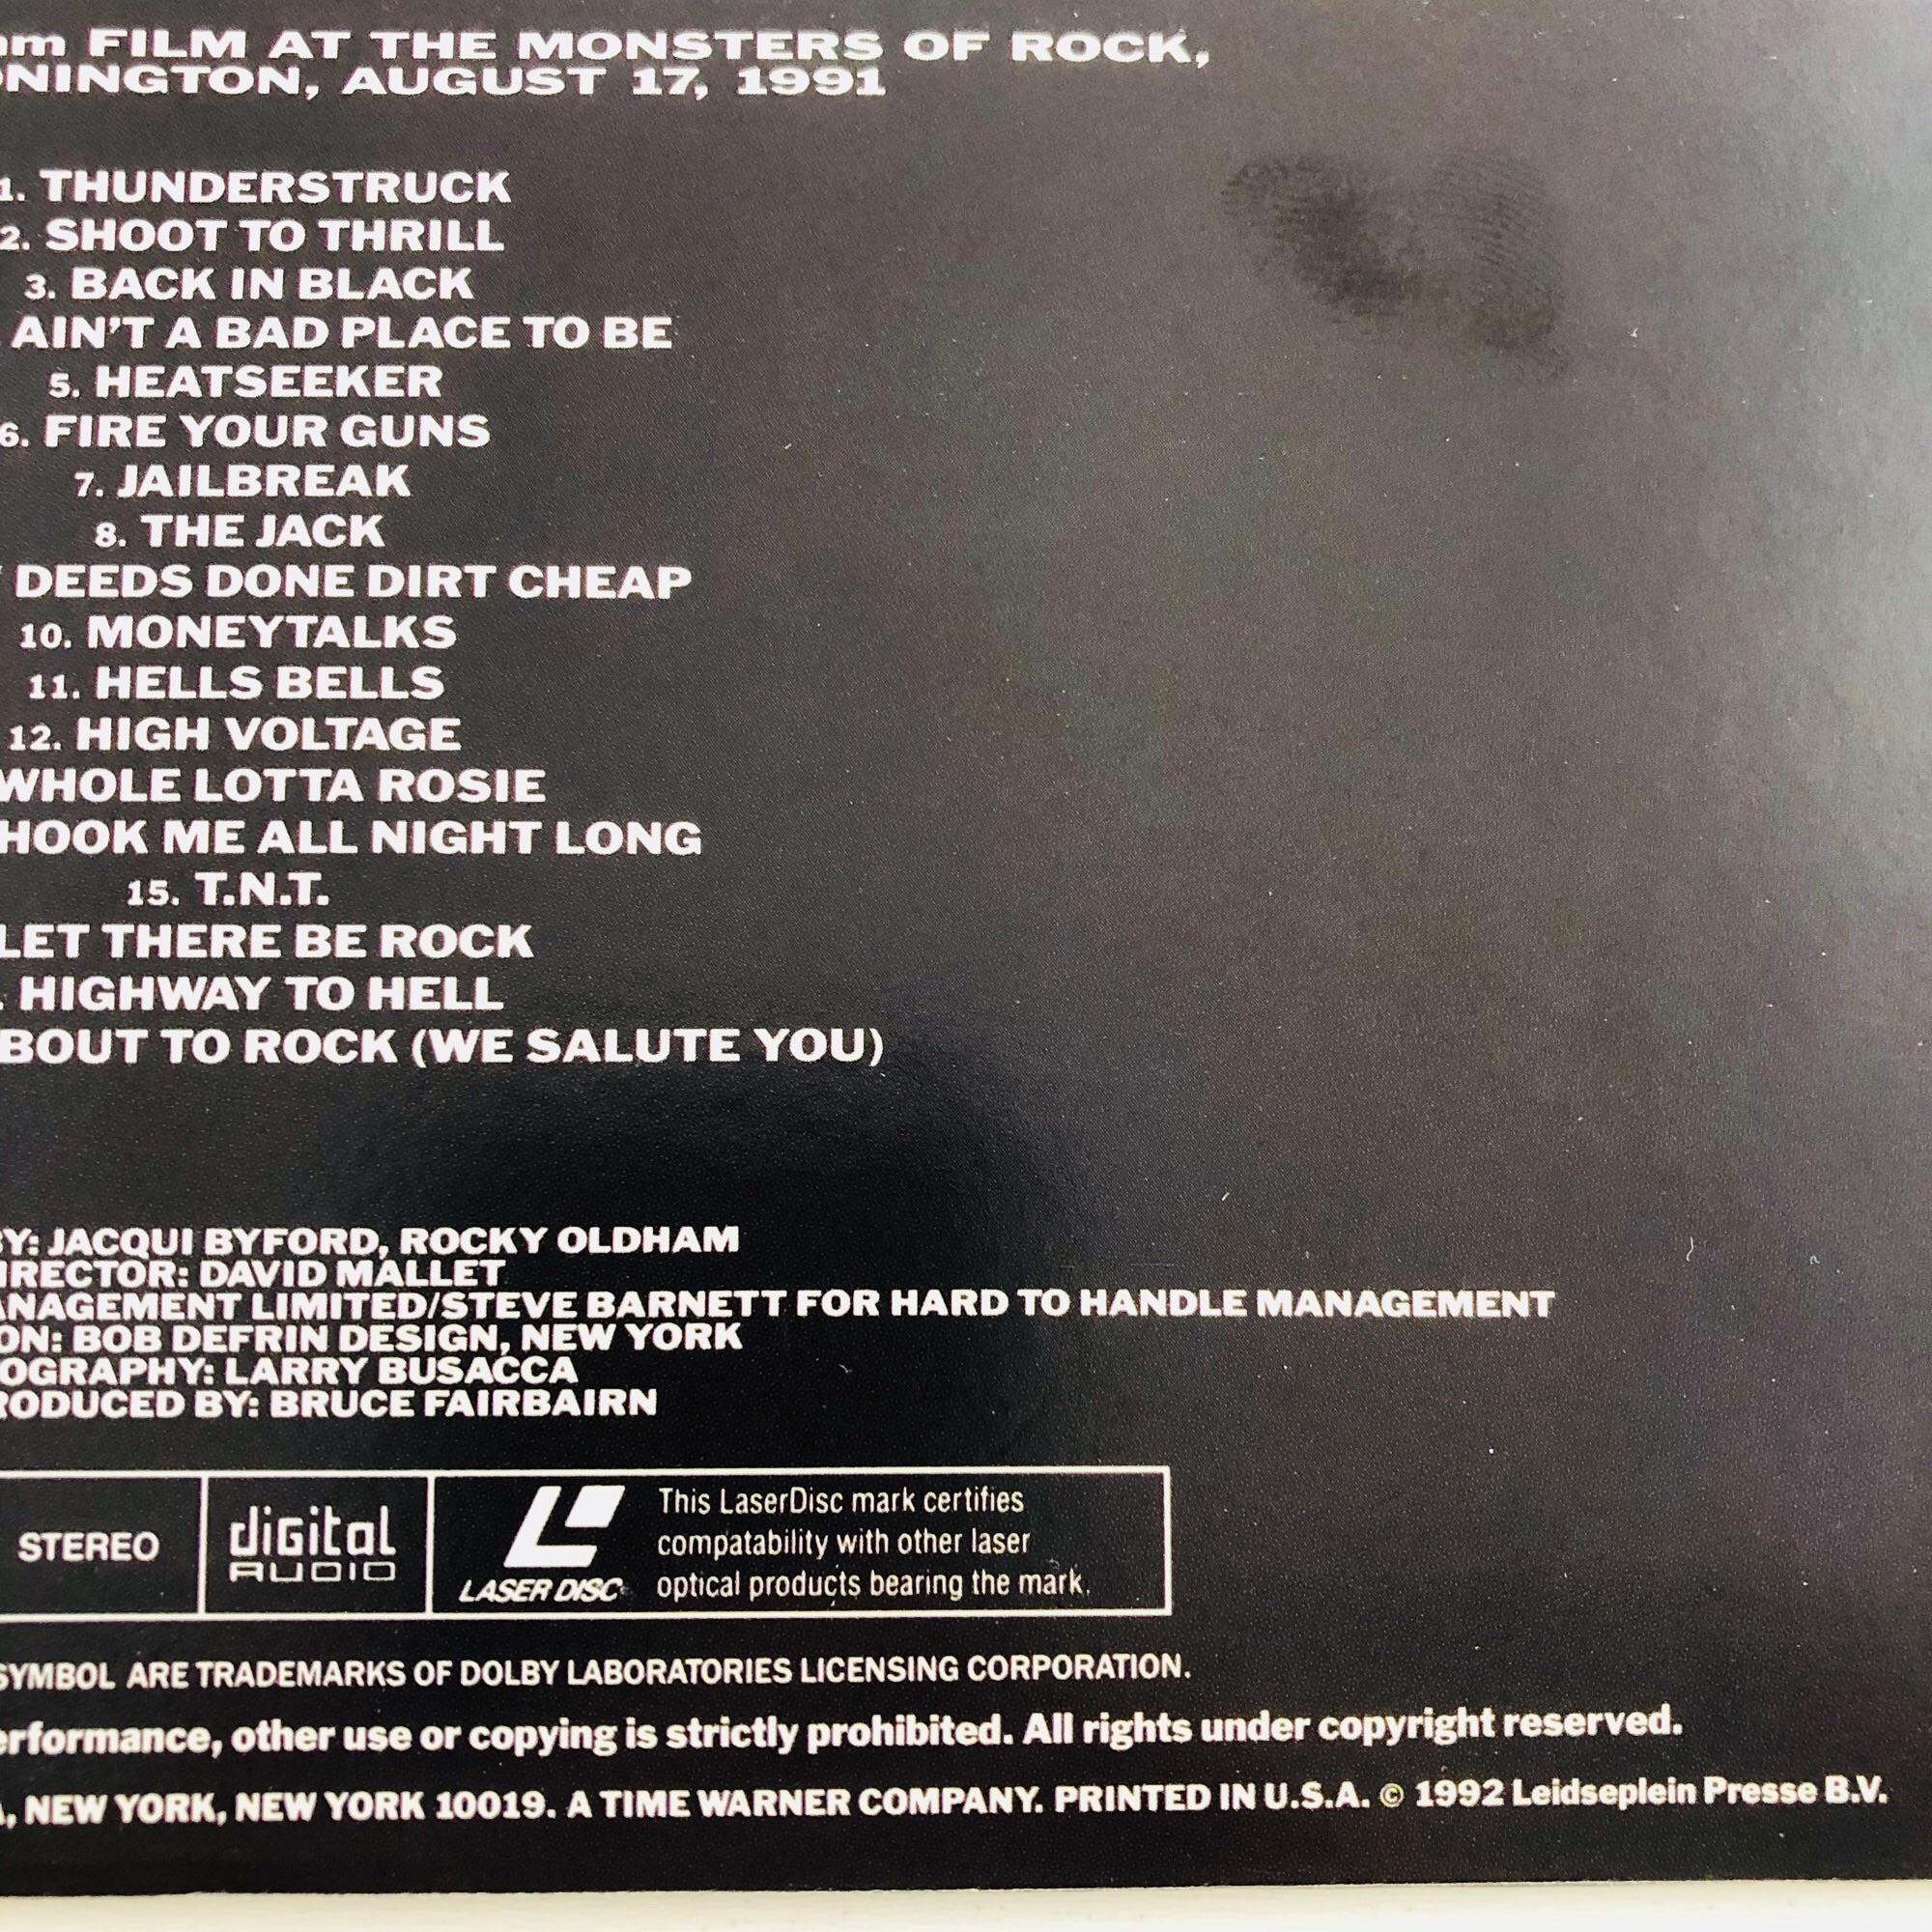 FILM AT THE MONSTERS OF ROCK,
AUGUST 17, 1991
1. THUNDERSTRUCK
2. SHOOT TO THRILL
3. BACK IN BLACK
AIN'T A BAD PLACE TO BE
5. HEATSEEKER
6. FIRE YOUR GUNS
7. JAILBREAK
8. THE JACK
DEEDS DONE DIRT CHEAP
10. MONEYTALKS
11. HELLS BELLS
12. HIGH VOLTAGE
WHOLE LOTTA ROSIE
HOOK ME ALL NIGHT LONG
15. T.N.T.
LET THERE BE ROCK
. HIGHWAY TO HELL
BOUT TO ROCK (WE SALUTE YOU)
BY: JACQUI BYFORD, ROCKY OLDHAM
IRECTOR: DAVID MALLET
ANAGEMENT LIMITED/STEVE BARNETT FOR HARD TO HANDLE MANAGEMENT
ON: BOB DEFRIN DESIGN, NEW YORK
OGRAPHY: LARRY BUSACCA
RODUCED BY: BRUCE FAIRBAIRN
STEREO
digital AUDIO
LASER DISC
This LaserDisc mark certifies
compatability with other laser
optical products bearing the mark.
SYMBOL ARE TRADEMARKS OF DOLBY LABORATORIES LICENSING CORPORATION.
erformance, other use or copying is strictly prohibited. All rights under copyright reserved.
, NEW YORK, NEW YORK 10019. A TIME WARNER COMPANY. PRINTED IN U.S.A. © 1992 Leidseplein Presse B.V.